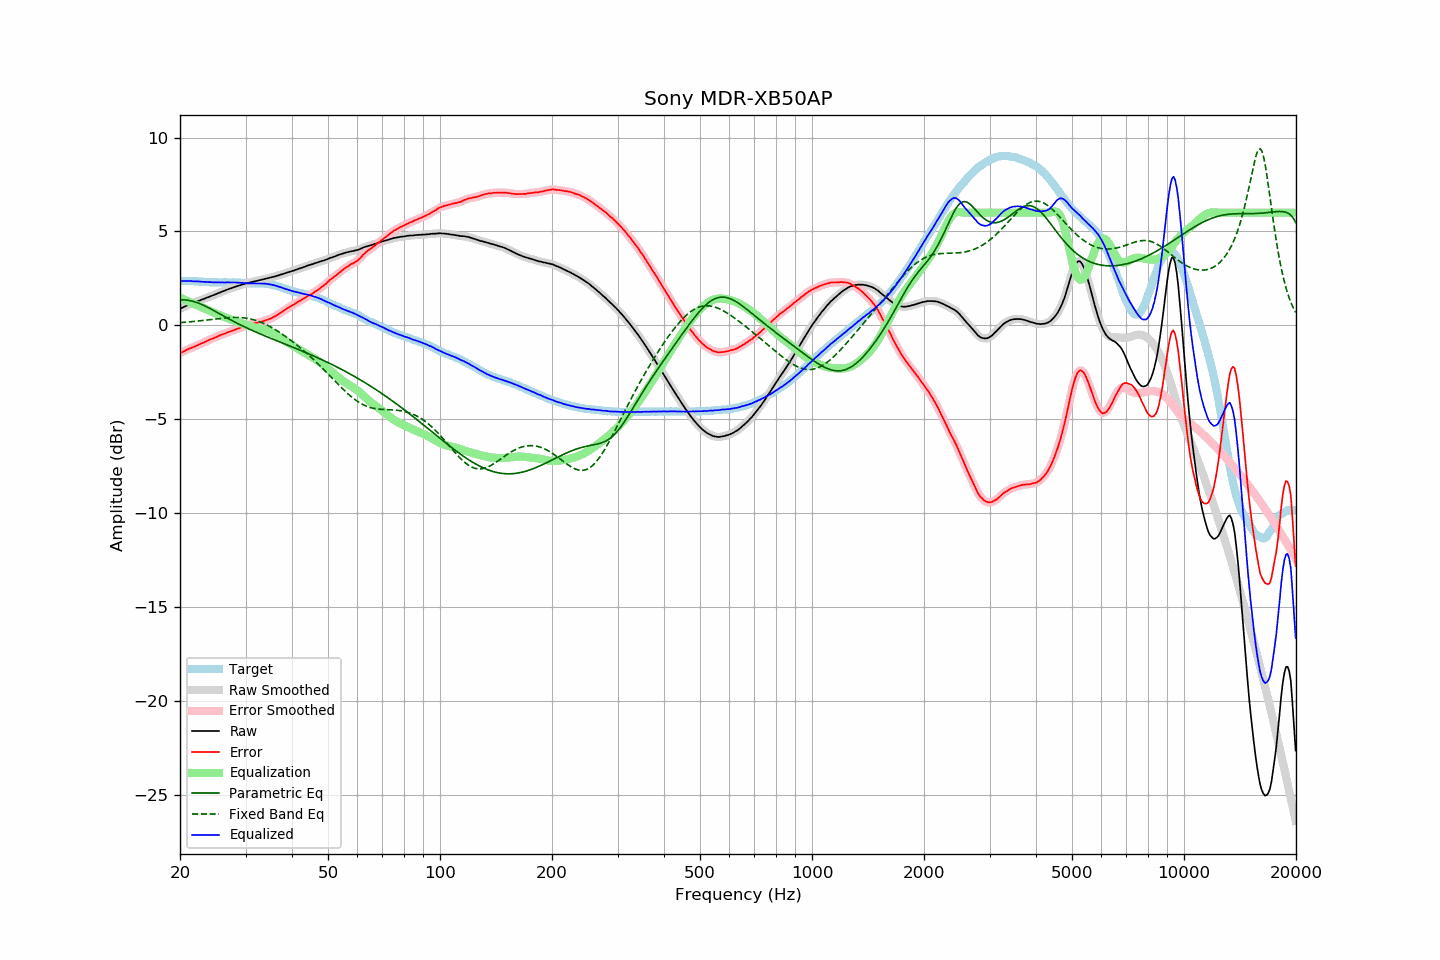 Sony MDR-XB50AP
10
5
0
−5
−10
−15
−20
−25
Amplitude (dBr)
Target
Raw Smoothed
Error Smoothed
Raw
Error
Equalization
Parametric Eq
Fixed Band Eq
Equalized
20 50 100 200 500 1000 2000 5000 10000 20000
Frequency (Hz)